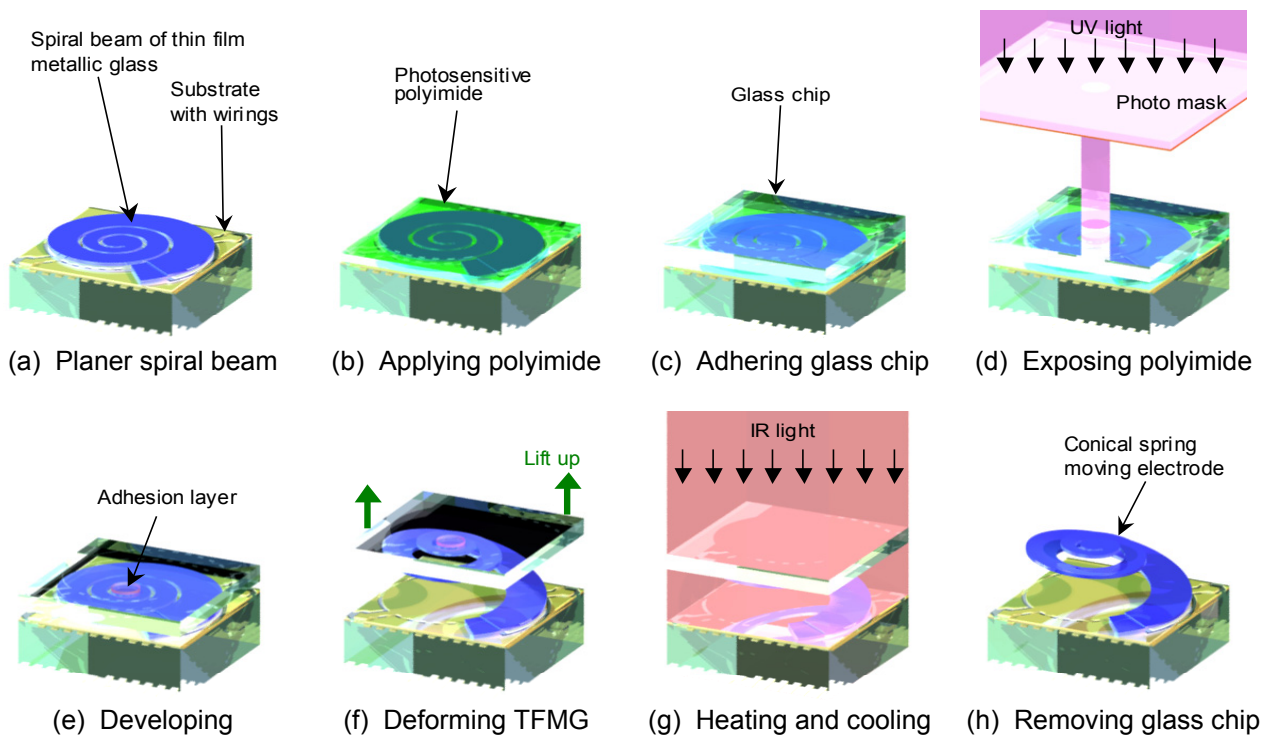 Spiral beam of thin film
metallic glass
Substrate
with wirings
(a) Planer spiral beam
Photosensitive
polyimide
(b) Applying polyimide
Glass chip
(c) Adhering glass chip
UV light
Photo mask
(d) Exposing polyimide
Adhesion layer
(e) Developing
Lift up
(f) Deforming TFMG
IR light
(g) Heating and cooling
Conical spring
moving electrode
(h) Removing glass chip